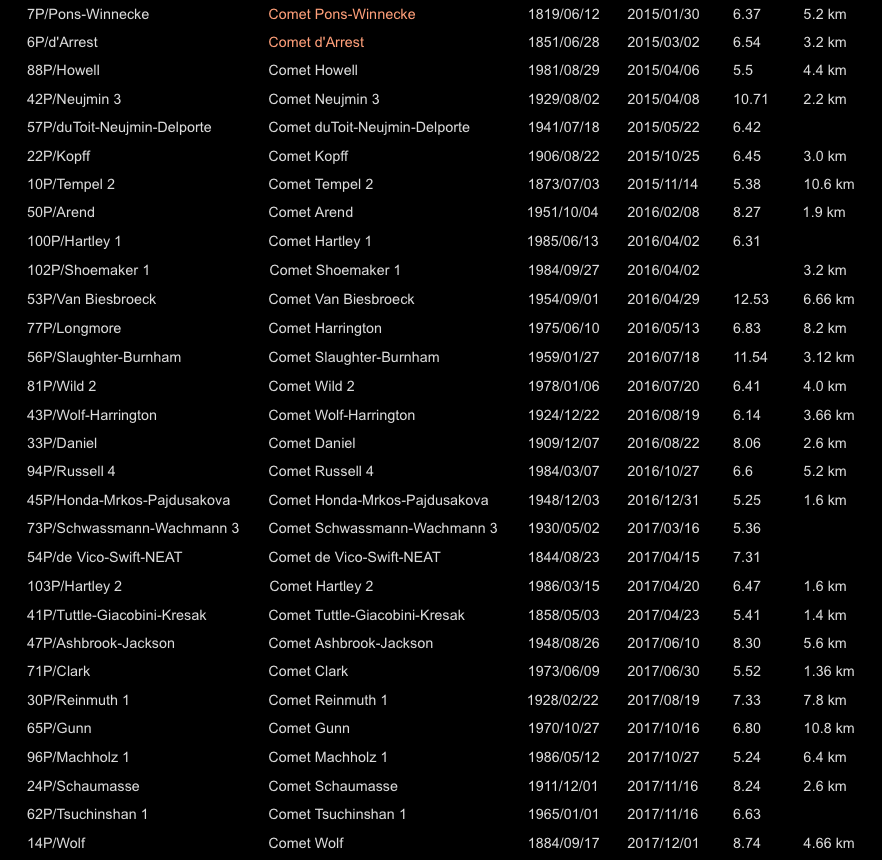 7P/Pons-Winnecke Comet Pons-Winnecke 1819/06/12 2015/01/30 6.37 5.2 km
6P/d'Arrest Comet d'Arrest 1851/06/28 2015/03/02 6.54 3.2 km
88P/Howell Comet Howell 1981/08/29 2015/04/06 5.5 4.4 km
42P/Neujmin 3 Comet Neujmin 3 1929/08/02 2015/04/08 10.71 2.2 km
57P/duToit-Neujmin-Delporte Comet duToit-Neujmin-Delporte 1941/07/18 2015/05/22 6.42
22P/Kopff Comet Kopff 1906/08/22 2015/10/25 6.45 3.0 km
10P/Tempel 2 Comet Tempel 2 1873/07/03 2015/11/14 5.38 10.6 km
50P/Arend Comet Arend 1951/10/04 2016/02/08 8.27 1.9 km
100P/Hartley 1 Comet Hartley 1 1985/06/13 2016/04/02 6.31
102P/Shoemaker 1 Comet Shoemaker 1 1984/09/27 2016/04/02 3.2 km
53P/Van Biesbroeck Comet Van Biesbroeck 1954/09/01 2016/04/29 12.53 6.66 km
77P/Longmore Comet Harrington 1975/06/10 2016/05/13 6.83 8.2 km
56P/Slaughter-Burnham Comet Slaughter-Burnham 1959/01/27 2016/07/18 11.54 3.12 km
81P/Wild 2 Comet Wild 2 1978/01/06 2016/07/20 6.41 4.0 km
43P/Wolf-Harrington Comet Wolf-Harrington 1924/12/22 2016/08/19 6.14 3.66 km
33P/Daniel Comet Daniel 1909/12/07 2016/08/22 8.06 2.6 km
94P/Russell 4 Comet Russell 4 1984/03/07 2016/10/27 6.6 5.2 km
45P/Honda-Mrkos-Pajdusakova Comet Honda-Mrkos-Pajdusakova 1948/12/03 2016/12/31 5.25 1.6 km
73P/Schwassmann-Wachmann 3 Comet Schwassmann-Wachmann 3 1930/05/02 2017/03/16 5.36
54P/de Vico-Swift-NEAT Comet de Vico-Swift-NEAT 1844/08/23 2017/04/15 7.31
103P/Hartley 2 Comet Hartley 2 1986/03/15 2017/04/20 6.47 1.6 km
41P/Tuttle-Giacobini-Kresak Comet Tuttle-Giacobini-Kresak 1858/05/03 2017/04/23 5.41 1.4 km
47P/Ashbrook-Jackson Comet Ashbrook-Jackson 1948/08/26 2017/06/10 8.30 5.6 km
71P/Clark Comet Clark 1973/06/09 2017/06/30 5.52 1.36 km
30P/Reinmuth 1 Comet Reinmuth 1 1928/02/22 2017/08/19 7.33 7.8 km
65P/Gunn Comet Gunn 1970/10/27 2017/10/16 6.80 10.8 km
96P/Machholz 1 Comet Machholz 1 1986/05/12 2017/10/27 5.24 6.4 km
24P/Schaumasse Comet Schaumasse 1911/12/01 2017/11/16 8.24 2.6 km
62P/Tsuchinshan 1 Comet Tsuchinshan 1 1965/01/01 2017/11/16 6.63
14P/Wolf Comet Wolf 1884/09/17 2017/12/01 8.74 4.66 km